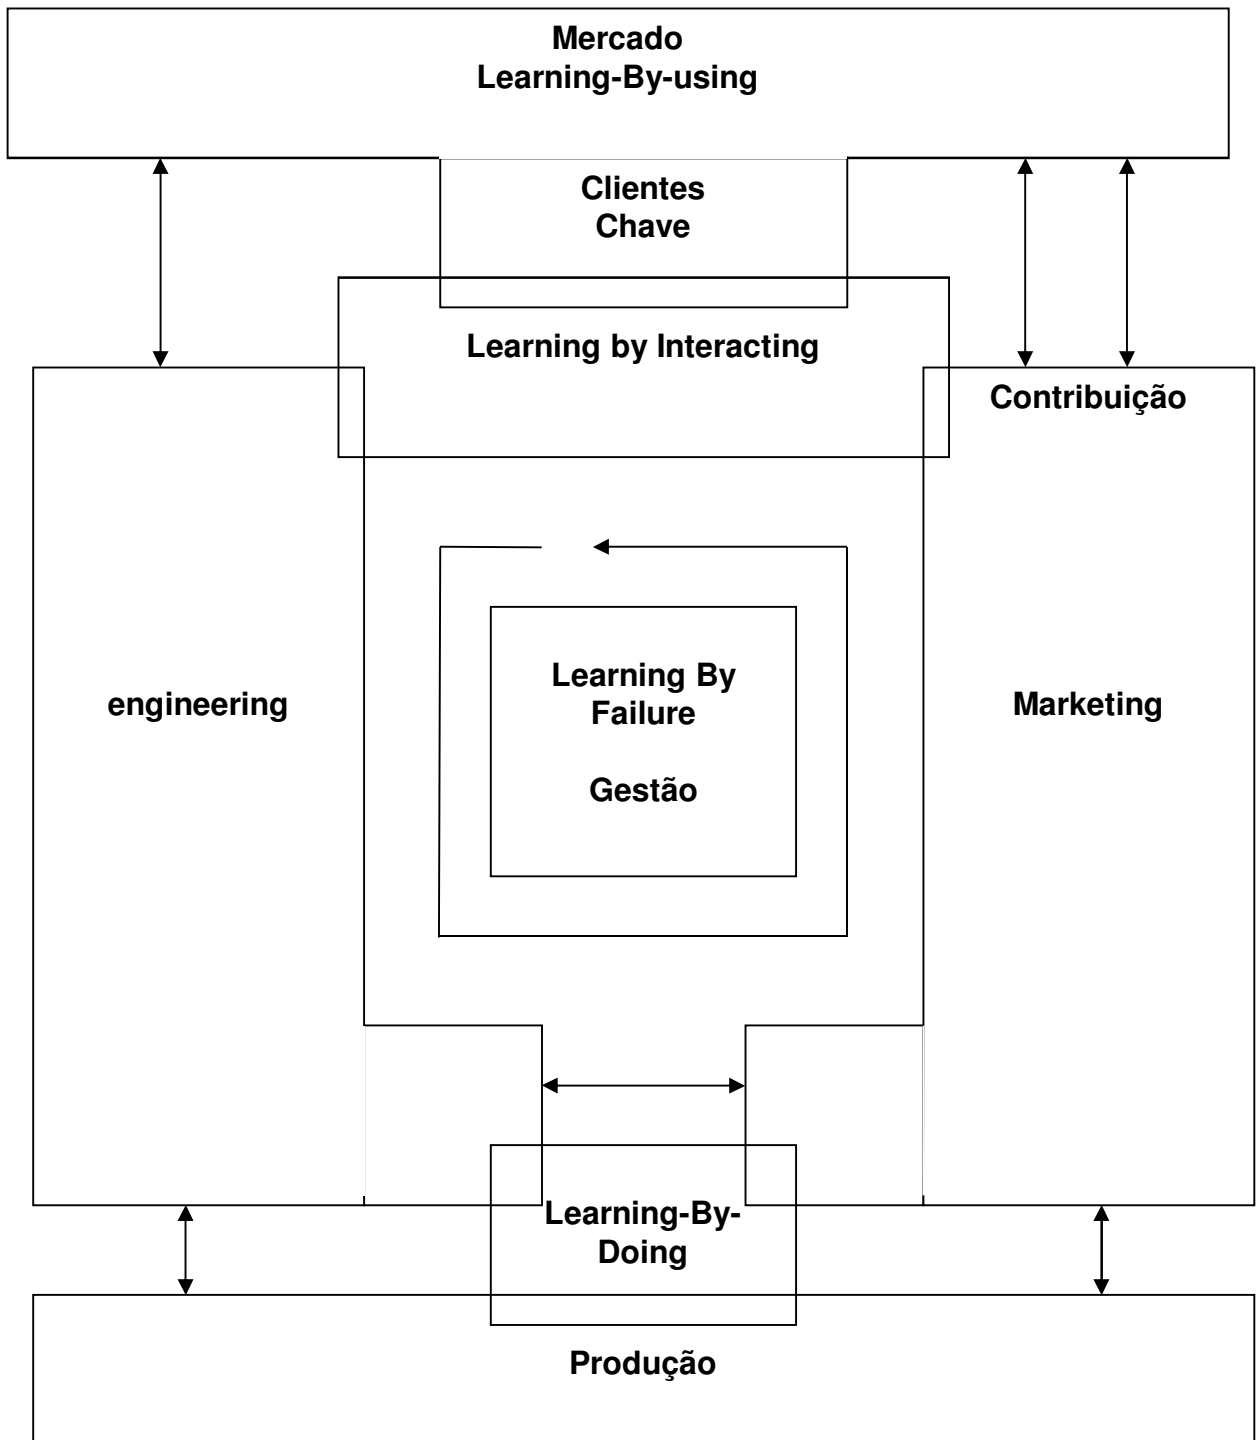 Mercado
Learning-By-using
Clientes
Chave
Learning by Interacting
Contribuição
engineering
Learning By
Failure
Gestão
Marketing
Learning-By-
Doing
Produção